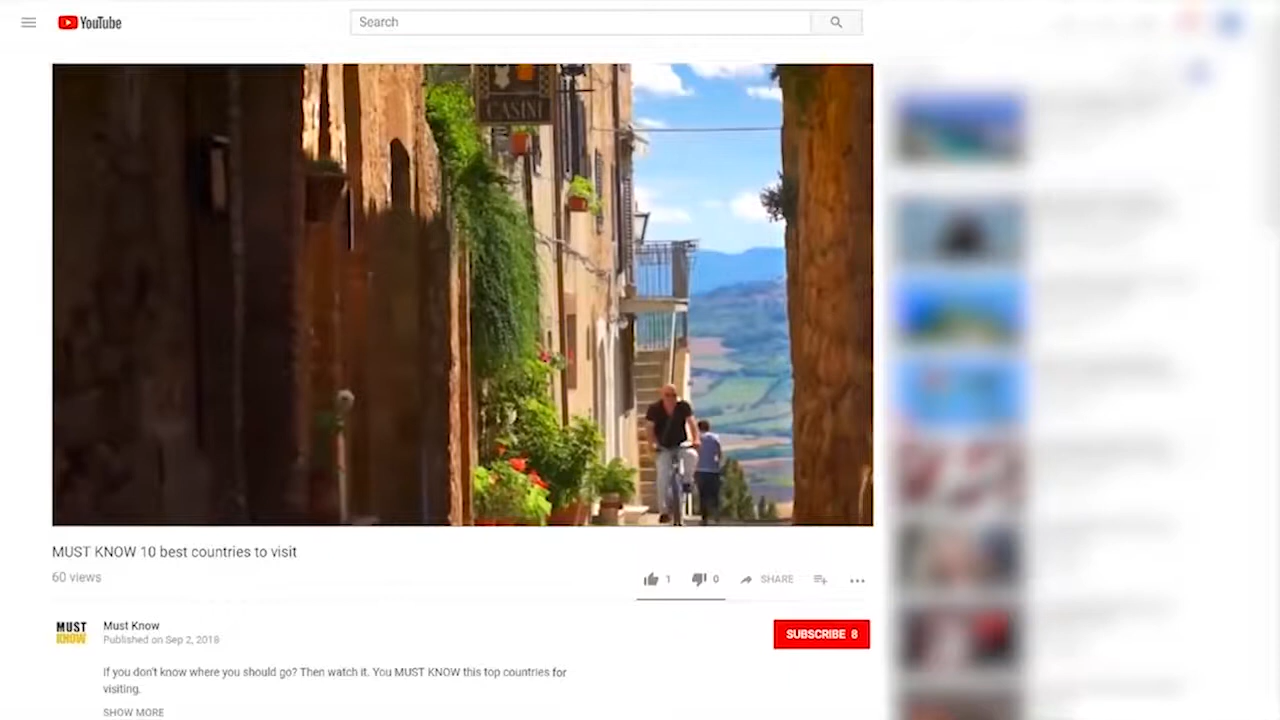 YouTube
Search
CASINI
MUST KNOW 10 best countries to visit
60 views
1
0
SHARE
MUST
KNOW
Must Know
Published on Sep 2, 2018
SUBSCRIBE 8
If you don't know where you should go? Then watch it. You MUST KNOW this top countries for
visiting.
SHOW MORE